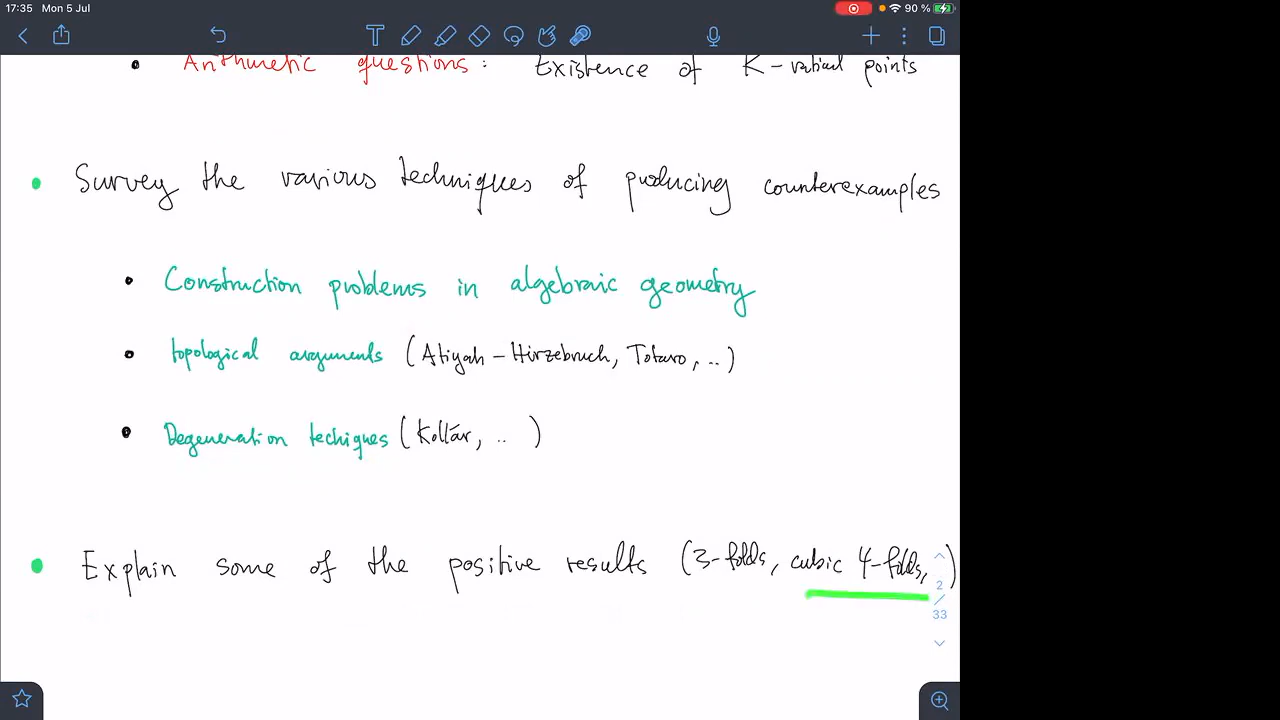 17:35 Mon 5 Jul 90 %
• Arithmetic questions: Existence of K-rational points
• Survey the various techniques of producing counterexamples
• Construction problems in algebraic geometry
• topological arguments (Atiyah-Hirzebruch, Totaro, ..)
• Degeneration techiques (Kollár, .. )
• Explain some of the positive results (3-folds, cubic 4-folds, )
2
/
33